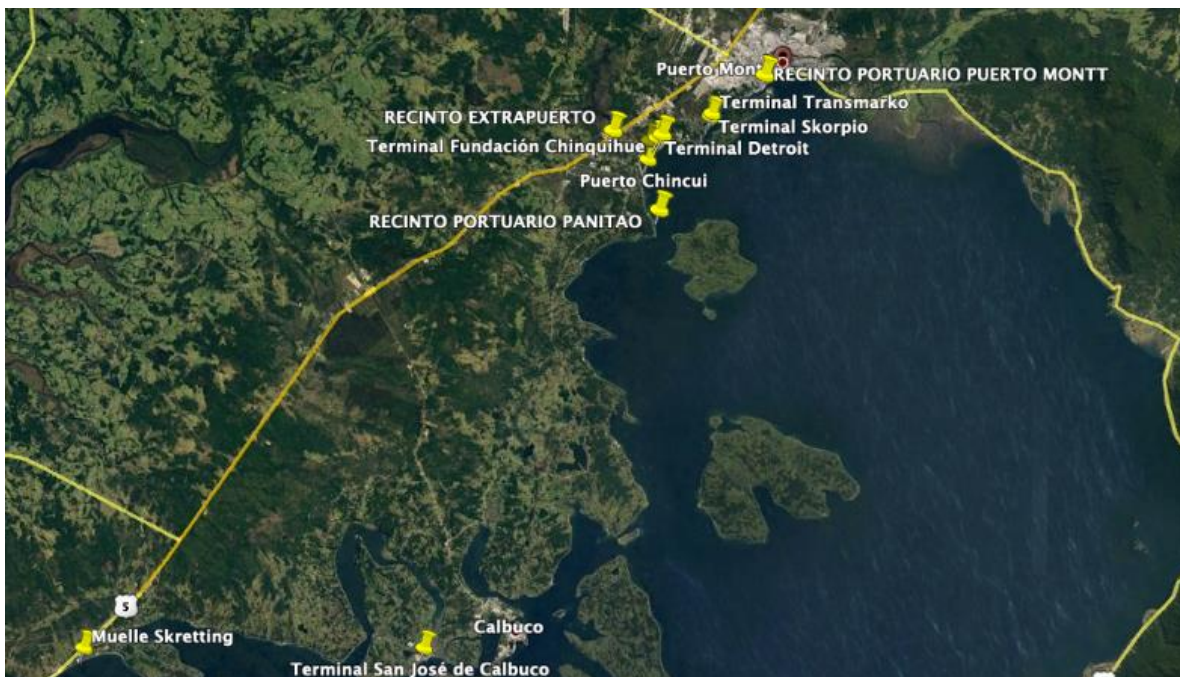 Puerto Montt
RECINTO PORTUARIO PUERTO MONTT
Terminal Transmarko
RECINTO EXTRAPUERTO
Terminal Skorpio
Terminal Fundación Chinquihue
Terminal Detroit
Puerto Chincui
RECINTO PORTUARIO PANITAO
5
Muelle Skretting
Calbuco
Terminal San José de Calbuco